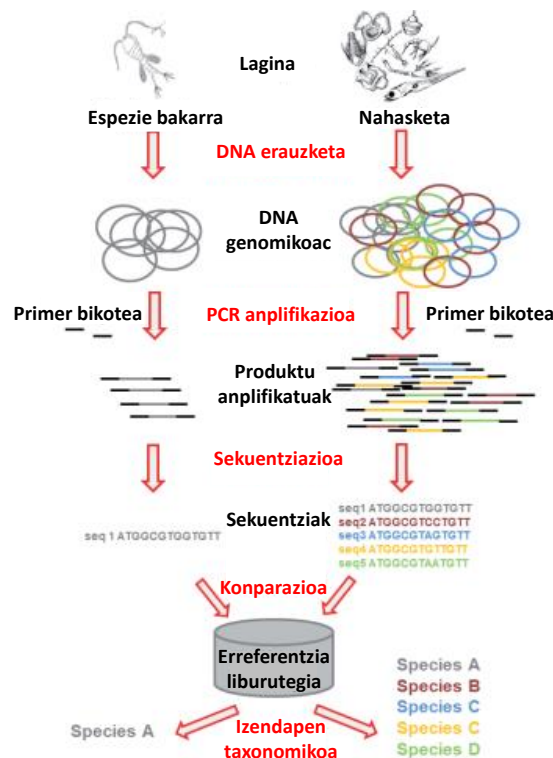 Lagina
Espezie bakarra
Nahasketa
DNA erauzketa
DNA
genomikoac
Primer bikotea
PCR anplifikazioa
Primer bikotea
Produktu
anplifikatuak
Sekuentziazioa
Sekuentziak
seq 1 ATGGCGTGGTGTT
seq1 ATGGCGTGGTGTT
seq2 ATGGCGTCCTGTT
seq3 ATGGCGTAGTGTT
seq4 ATGGCGTGTTGTT
seq5 ATGGCGTAATGTT
Konparazioa
Erreferentzia
liburutegia
Izendapen
taxonomikoa
Species A
Species A
Species B
Species C
Species C
Species D